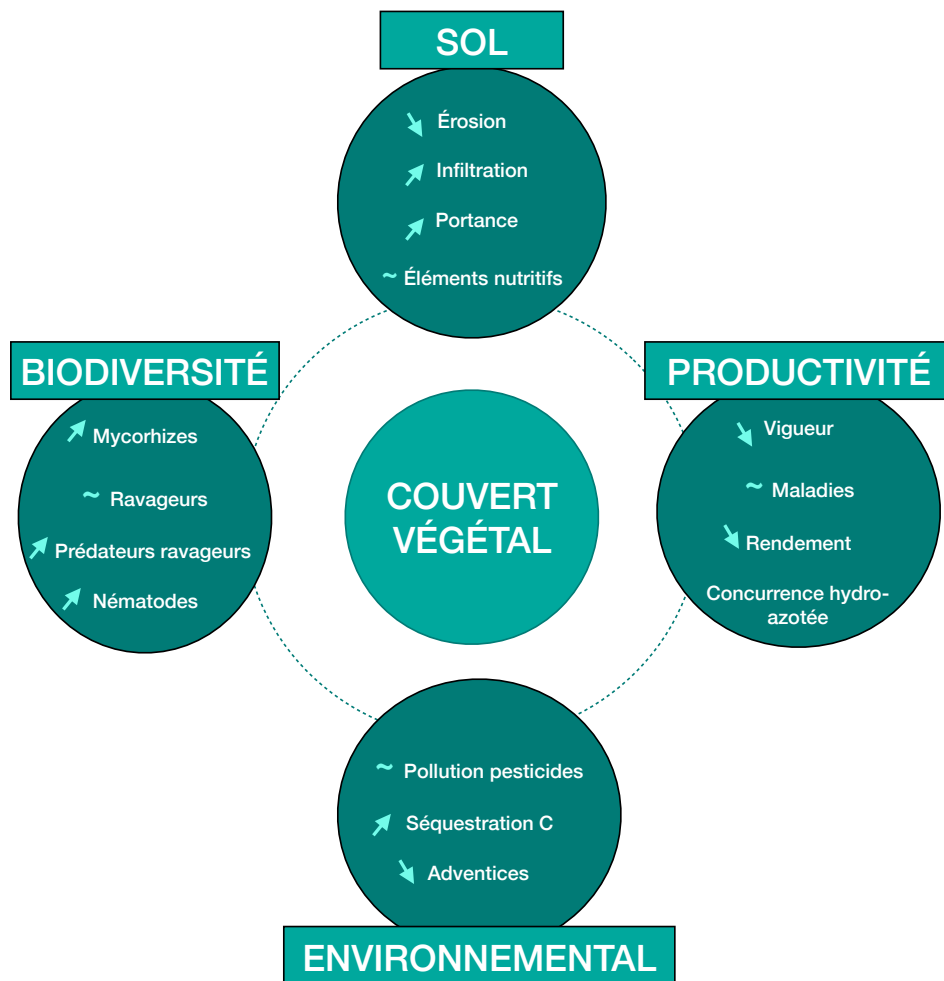 SOL
↘ Érosion
↗ Infiltration
↗ Portance
~ Éléments nutritifs
BIODIVERSITÉ
↗ Mycorhizes
~ Ravageurs
↗ Prédateurs ravageurs
↗ Nématodes
COUVERT
VÉGÉTAL
PRODUCTIVITÉ
↘ Vigueur
~ Maladies
↘ Rendement
Concurrence hydro-
azotée
~ Pollution pesticides
↗ Séquestration C
↘ Adventices
ENVIRONNEMENTAL